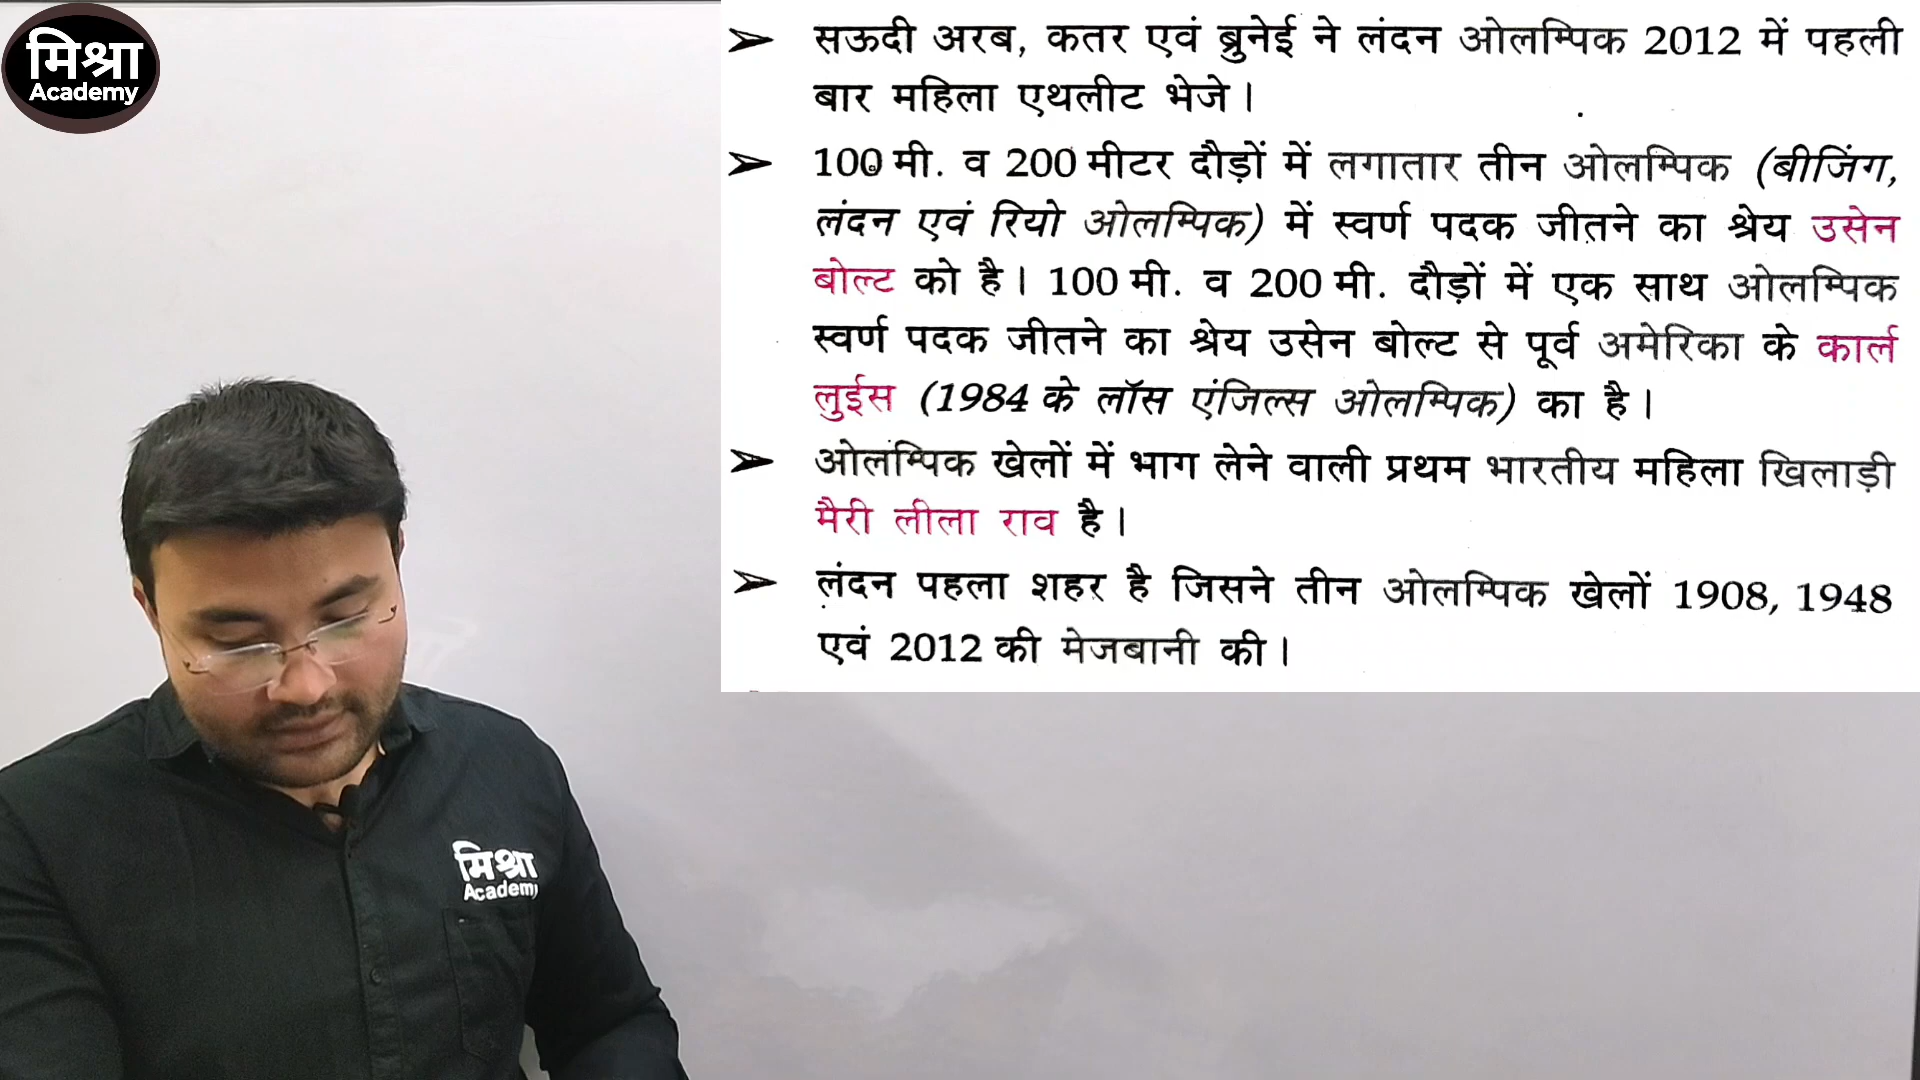 मिश्रा
Academy
➢ सऊदी अरब, कतर एवं ब्रुनेई ने लंदन ओलम्पिक 2012 में पहली
बार महिला एथलीट भेजे।
➢ 100 मी. व 200 मीटर दौड़ों में लगातार तीन ओलम्पिक (बीजिंग,
लंदन एवं रियो ओलम्पिक) में स्वर्ण पदक जीतने का श्रेय उसेन
बोल्ट को है। 100 मी. व 200 मी. दौड़ों में एक साथ ओलम्पिक
स्वर्ण पदक जीतने का श्रेय उसेन बोल्ट से पूर्व अमेरिका के कार्ल
लुईस (1984 के लॉस एंजिल्स ओलम्पिक) का है।
➢ ओलम्पिक खेलों में भाग लेने वाली प्रथम भारतीय महिला खिलाड़ी
मैरी लीला राव है।
➢ लंदन पहला शहर है जिसने तीन ओलम्पिक खेलों 1908, 1948
एवं 2012 की मेजबानी की।
मिश्रा
Academy